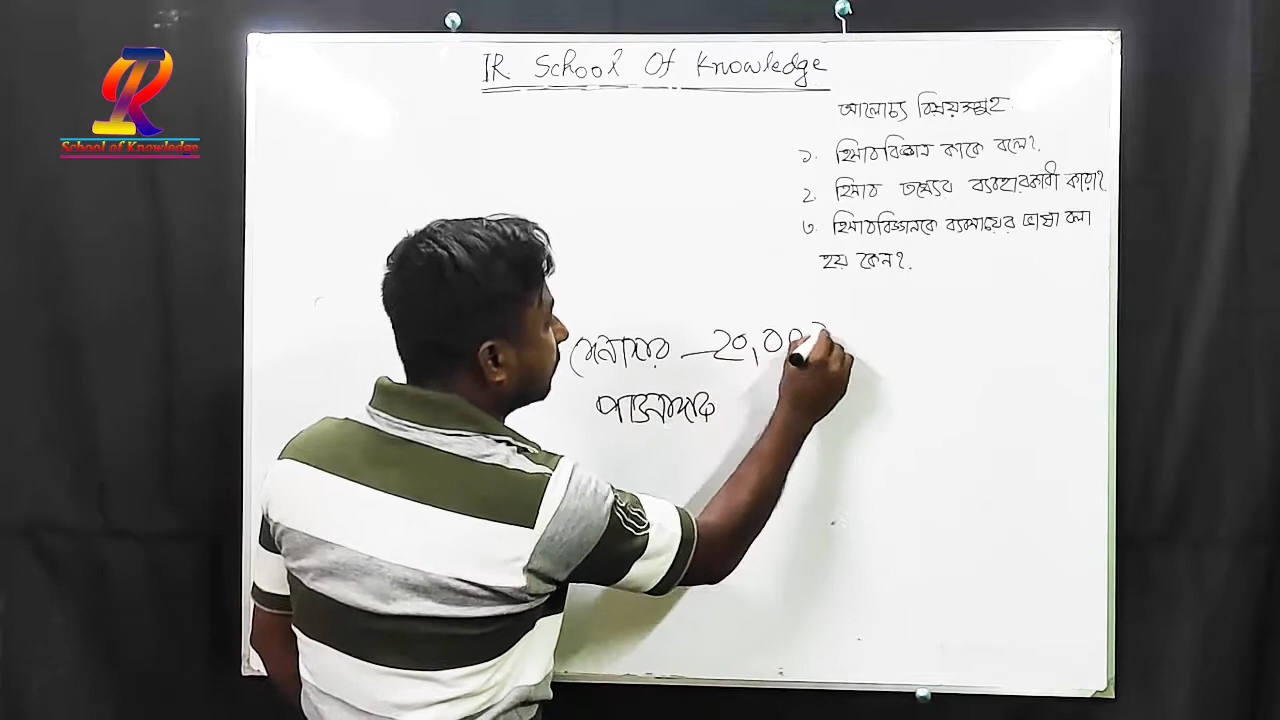 IR School Of Knowledge
School of Knowledge
আলোচ্য বিষয়সমূহ
১. হিসাববিজ্ঞান কাকে বলে?
২. হিসাব তথ্যের ব্যবহারকারী কারা?
৩. হিসাববিজ্ঞানকে ব্যবসায়ের ভাষা বলা
হয় কেন?
দেনাদার – 20,00
পাওনাদার